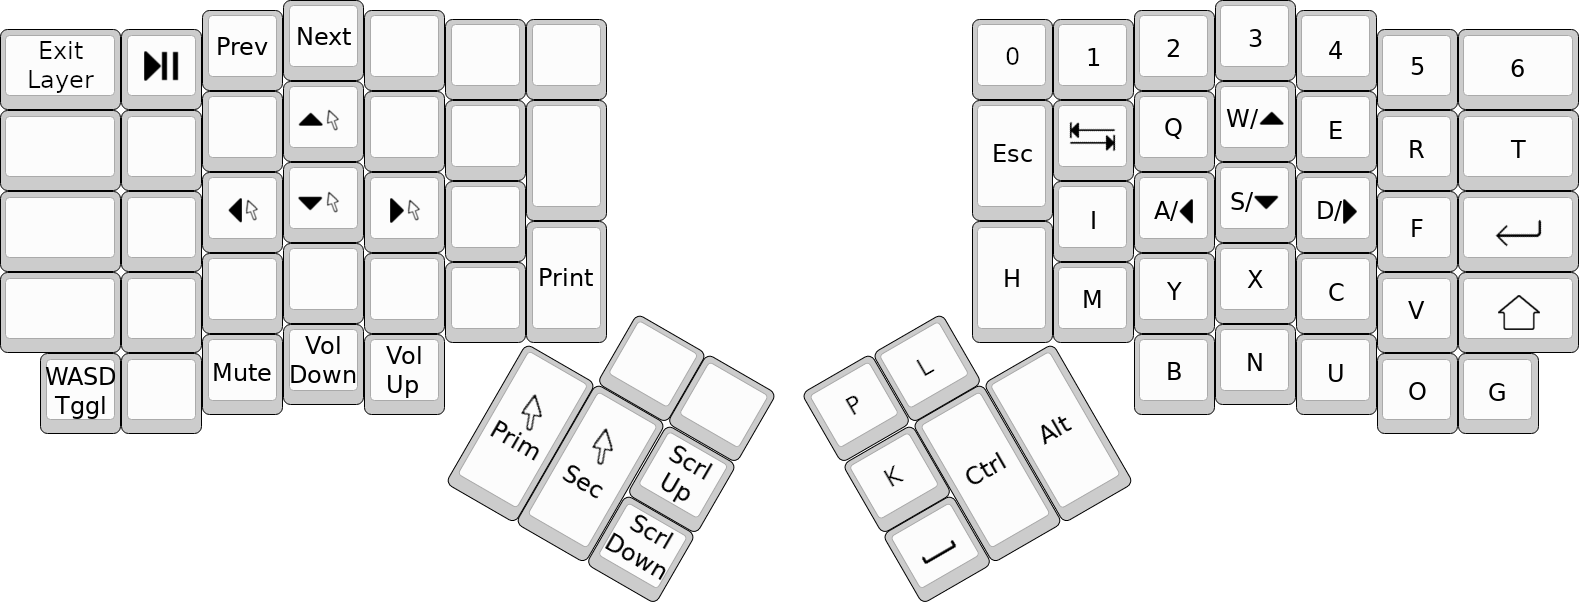 Exit
Layer
Prev
Next
Print
WASD
Tggl
Mute
Vol
Down
Vol
Up
Prim
Sec
Scrl
Up
Scrl
Down
0
1
2
3
4
5
6
Esc
Q
W/
E
R
T
I
A/
S/
D/
F
H
M
Y
X
C
V
B
N
U
O
G
L
P
K
Ctrl
Alt